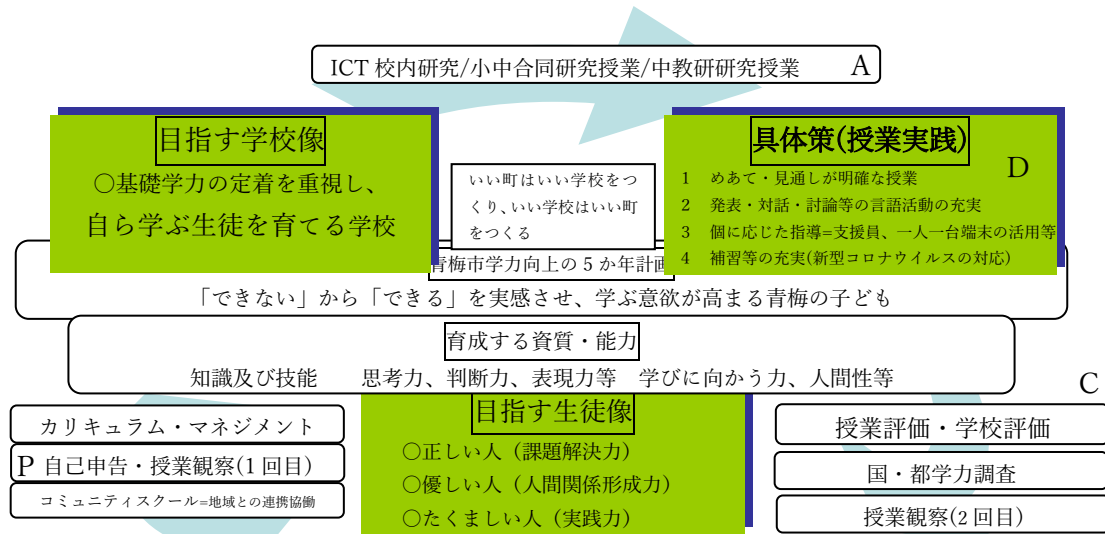 ICT 校内研究/小中合同研究授業/中教研研究授業 A
目指す学校像
○基礎学力の定着を重視し、
自ら学ぶ生徒を育てる学校
いい町はいい学校をつ
くり、いい学校はいい町
をつくる
具体策(授業実践)
D
1 めあて・見通しが明確な授業
2 発表・対話・討論等の言語活動の充実
3 個に応じた指導=支援員、一人一台端末の活用等
4 補習等の充実(新型コロナウイルスの対応)
青梅市学力向上の 5 か年計画
「できない」から「できる」を実感させ、学ぶ意欲が高まる青梅の子ども
育成する資質・能力
知識及び技能 思考力、判断力、表現力等 学びに向かう力、人間性等
カリキュラム・マネジメント
P 自己申告・授業観察(1 回目)
コミュニティスクール=地域との連携協働
目指す生徒像
○正しい人（課題解決力）
○優しい人（人間関係形成力）
○たくましい人（実践力）
C
授業評価・学校評価
国・都学力調査
授業観察(2 回目)